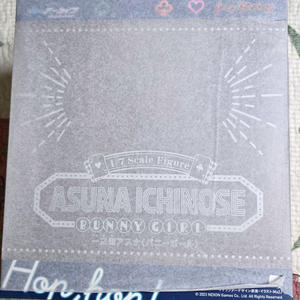 1/7 Scale Figure
ASUNA ICHINOSE
BUNNY GIRL
一之瀬アスナ(バニーガール)
Hop, hop!
© 2021 NEXON Games Co., Ltd. All Rights Reserved.